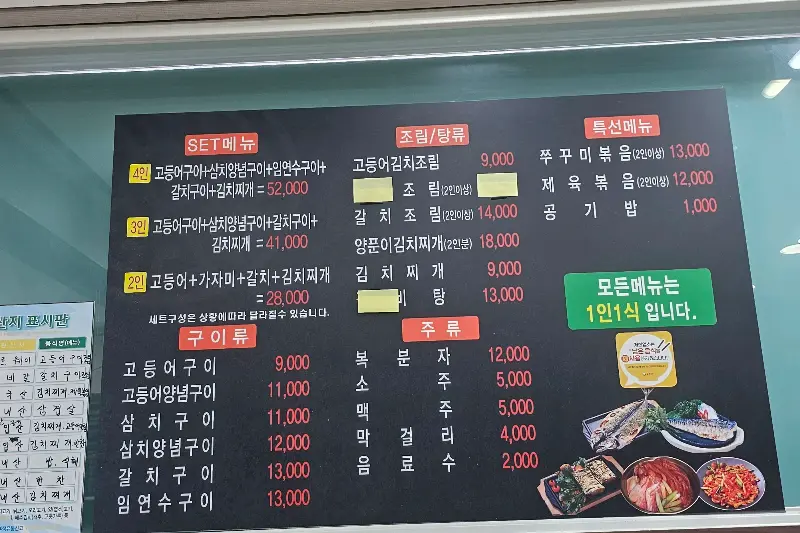 SET메뉴
4인 고등어구이+삼치양념구이+임연수구이+
갈치구이+김치찌개 = 52,000
3인 고등어구이+삼치양념구이+갈치구이+
김치찌개 = 41,000
2인 고등어+가자미+갈치+김치찌개
= 28,000
세트구성은 상황에따라 달라질수 있습니다.
구이류
고등어구이 9,000
고등어양념구이 11,000
삼치구이 11,000
삼치양념구이 12,000
갈치구이 13,000
임연수구이 13,000
조림/탕류
고등어김치조림 9,000
조림(2인이상)
갈치조림(2인이상) 14,000
양푼이김치찌개(2인분) 18,000
김치찌개 9,000
비탕 13,000
주류
복분자 12,000
소주 5,000
맥주 5,000
막걸리 4,000
음료수 2,000
특선메뉴
쭈꾸미볶음(2인이상) 13,000
제육볶음(2인이상) 12,000
공기밥 1,000
모든메뉴는
1인1식 입니다.